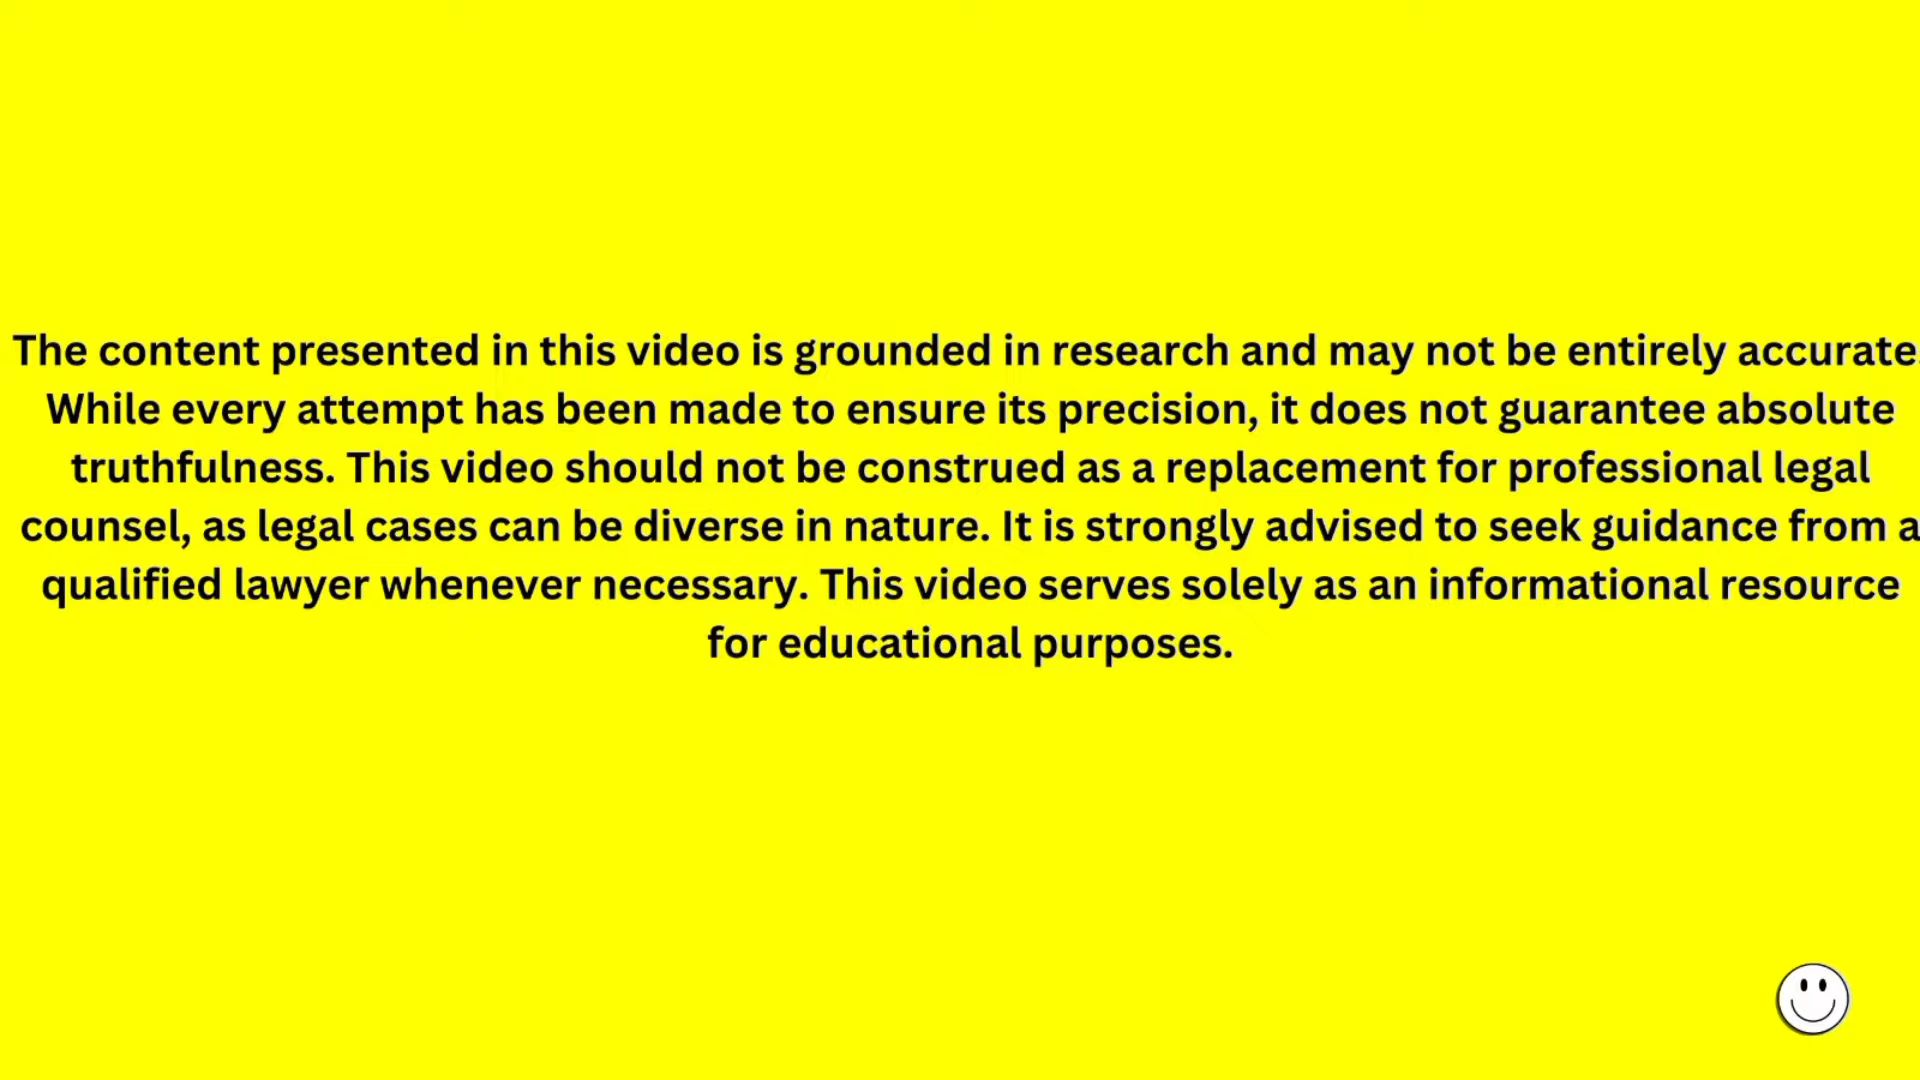 The content presented in this video is grounded in research and may not be entirely accurate.
While every attempt has been made to ensure its precision, it does not guarantee absolute
truthfulness. This video should not be construed as a replacement for professional legal
counsel, as legal cases can be diverse in nature. It is strongly advised to seek guidance from a
qualified lawyer whenever necessary. This video serves solely as an informational resource
for educational purposes.